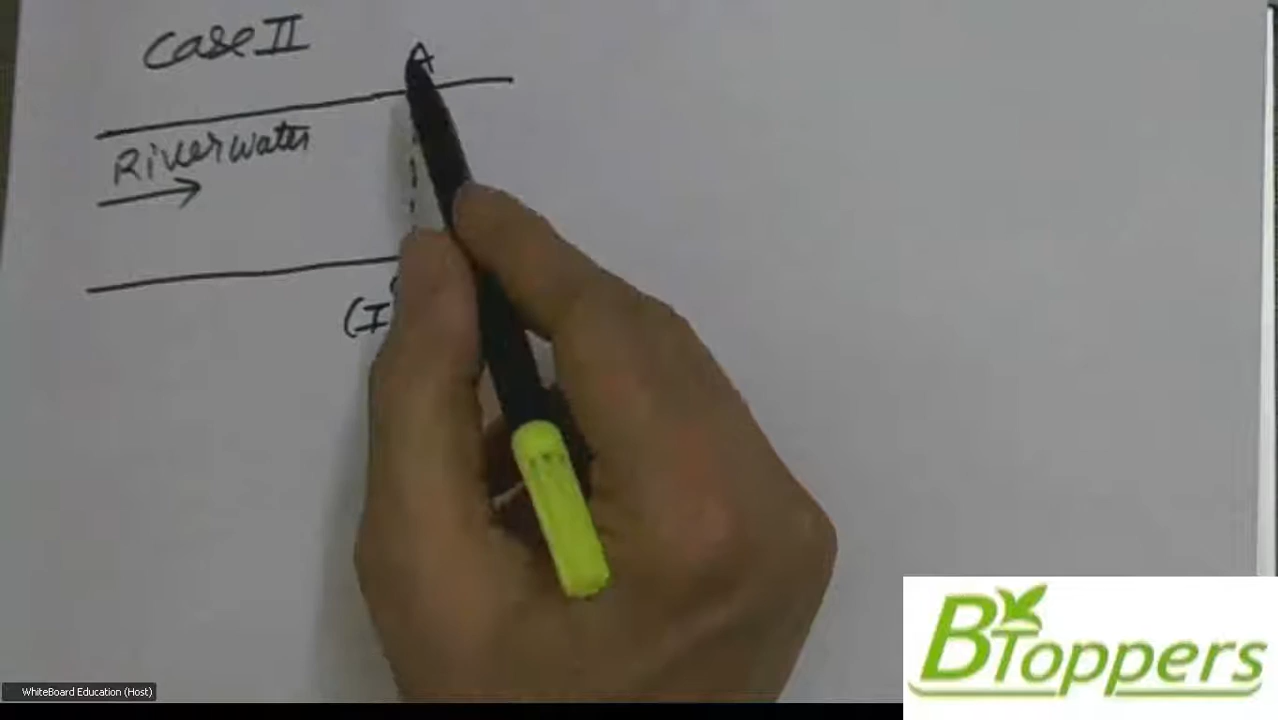 Case II
A
River water
(I
WhiteBoard Education (Host)
BToppers